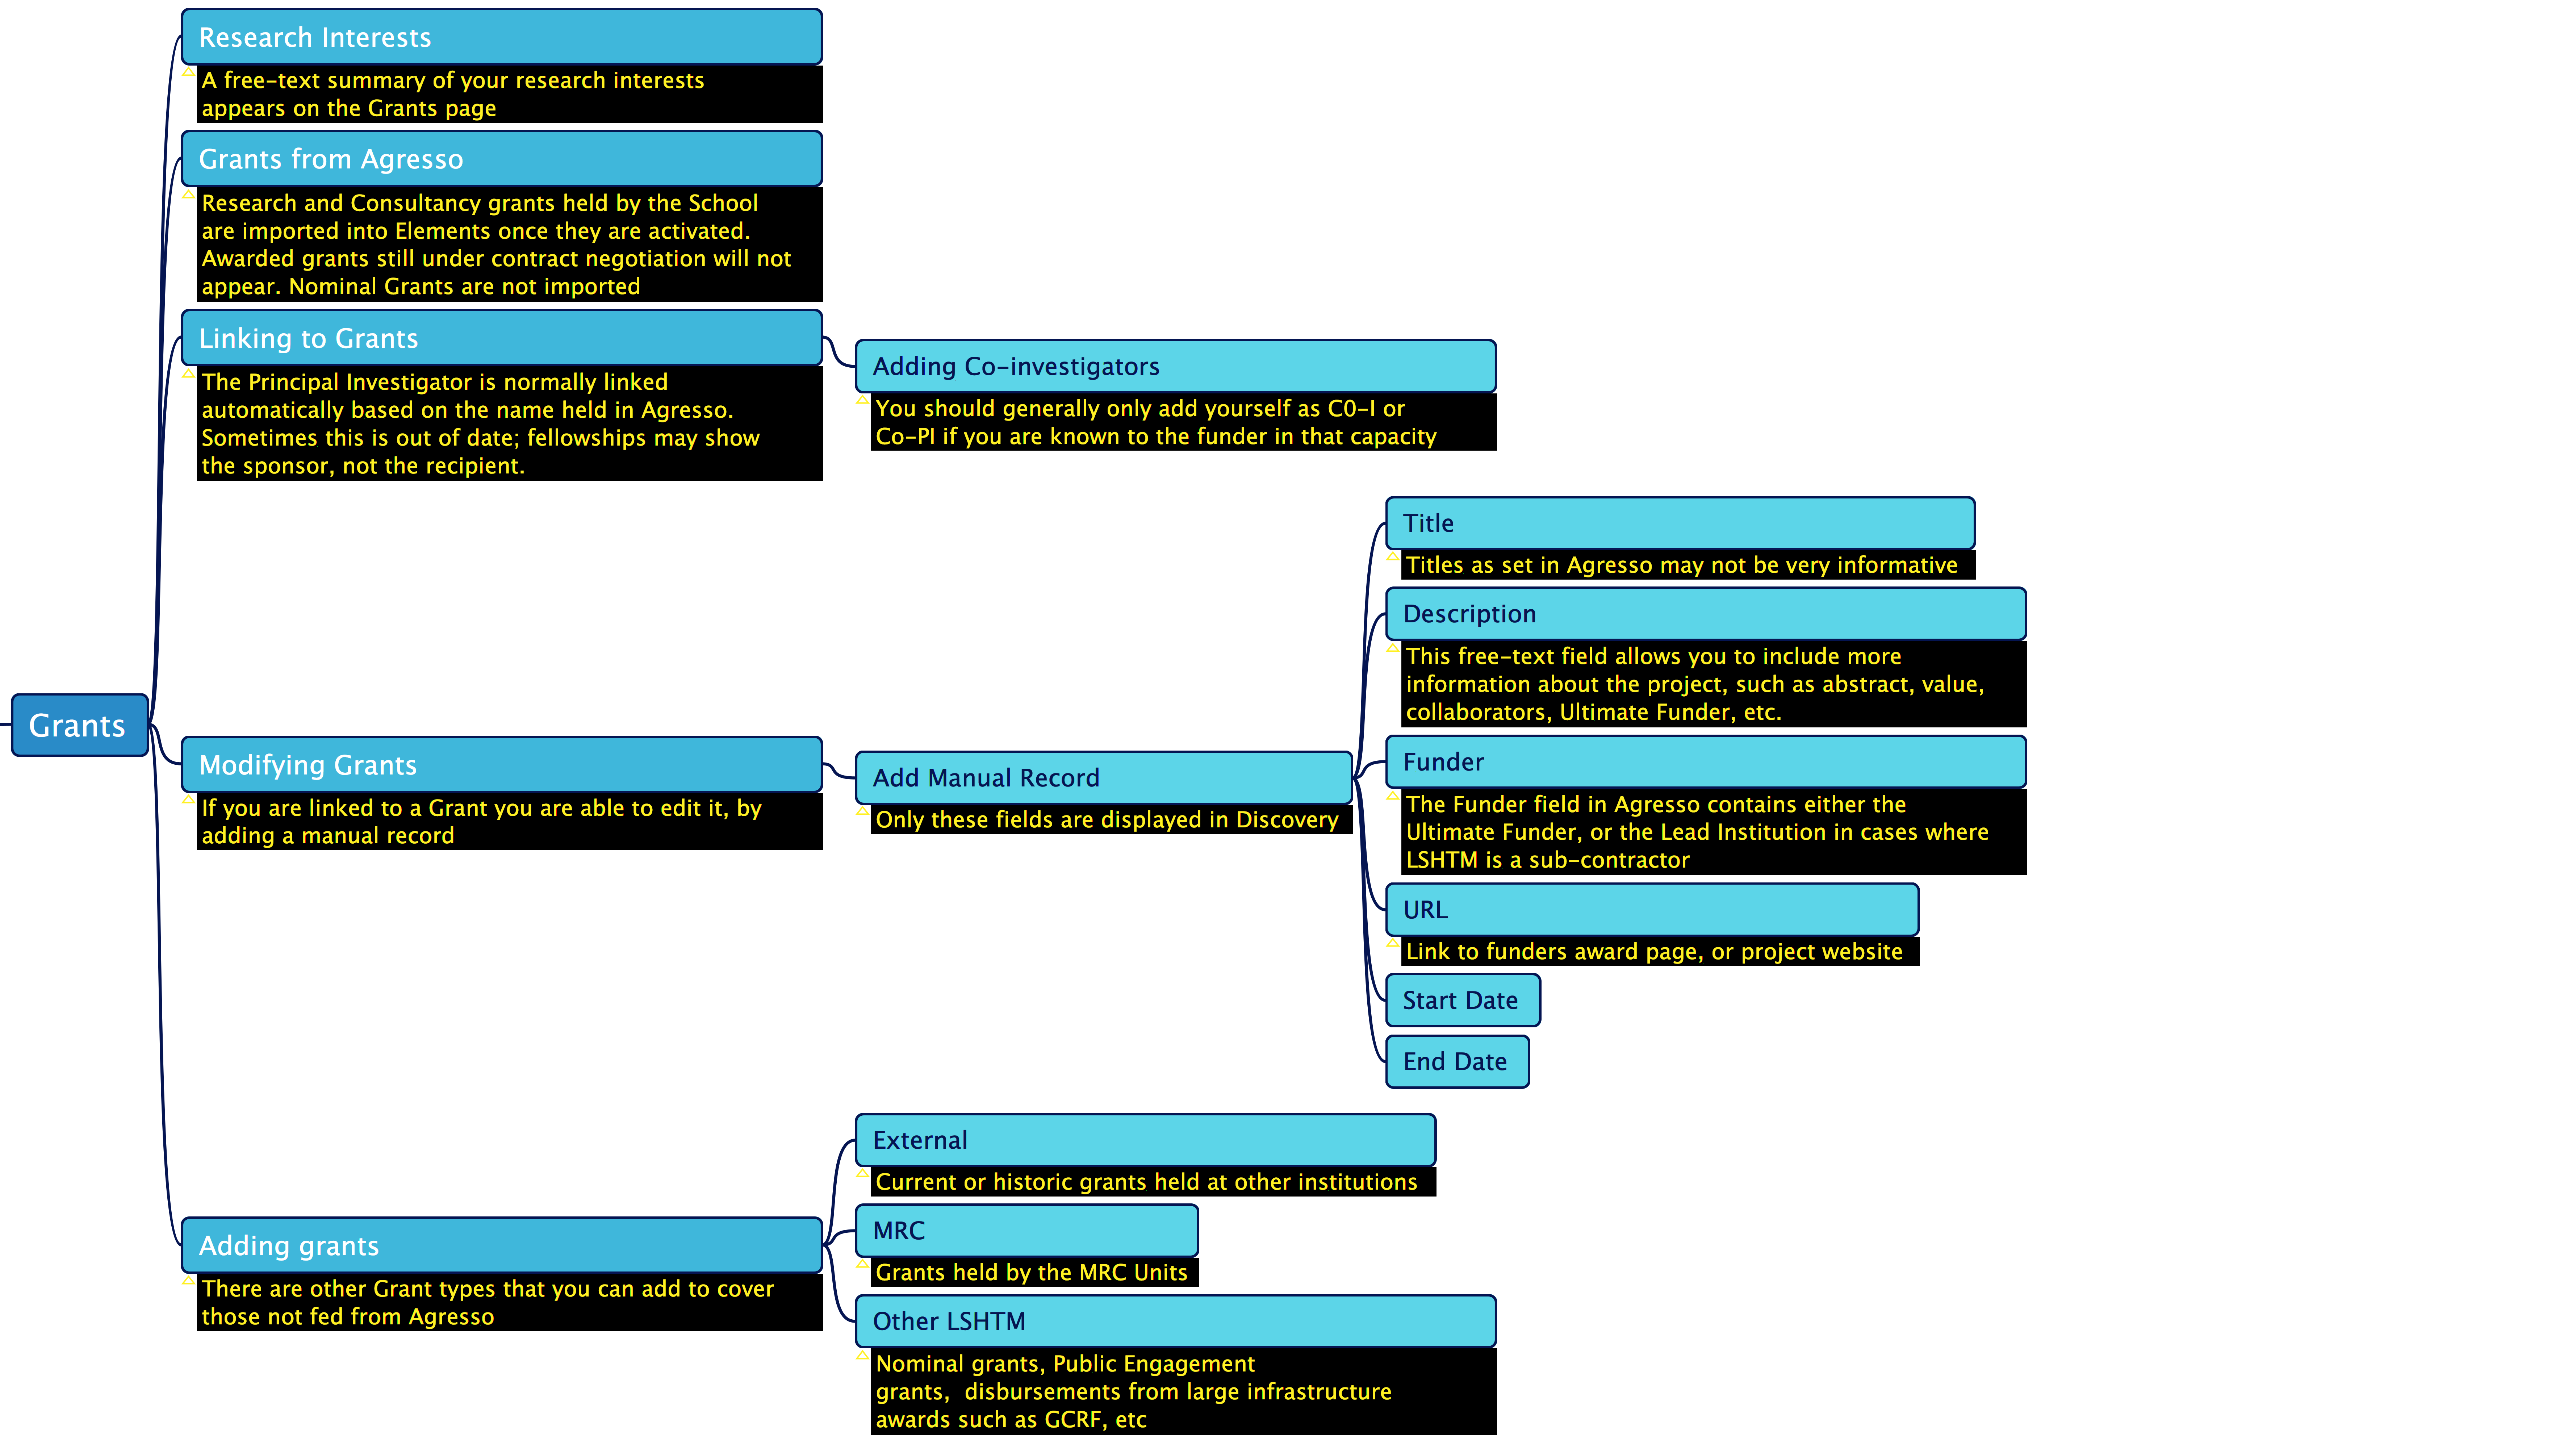 Research Interests
A free-text summary of your research interests
appears on the Grants page
Grants from Agresso
Research and Consultancy grants held by the School
are imported into Elements once they are activated.
Awarded grants still under contract negotiation will not
appear. Nominal Grants are not imported
Linking to Grants
The Principal Investigator is normally linked
automatically based on the name held in Agresso.
Sometimes this is out of date; fellowships may show
the sponsor, not the recipient.
Adding Co-investigators
You should generally only add yourself as C0-I or
Co-PI if you are known to the funder in that capacity
Grants
Modifying Grants
If you are linked to a Grant you are able to edit it, by
adding a manual record
Add Manual Record
Only these fields are displayed in Discovery
Title
Titles as set in Agresso may not be very informative
Description
This free-text field allows you to include more
information about the project, such as abstract, value,
collaborators, Ultimate Funder, etc.
Funder
The Funder field in Agresso contains either the
Ultimate Funder, or the Lead Institution in cases where
LSHTM is a sub-contractor
URL
Link to funders award page, or project website
Start Date
End Date
Adding grants
There are other Grant types that you can add to cover
those not fed from Agresso
External
Current or historic grants held at other institutions
MRC
Grants held by the MRC Units
Other LSHTM
Nominal grants, Public Engagement
grants,  disbursements from large infrastructure
awards such as GCRF, etc